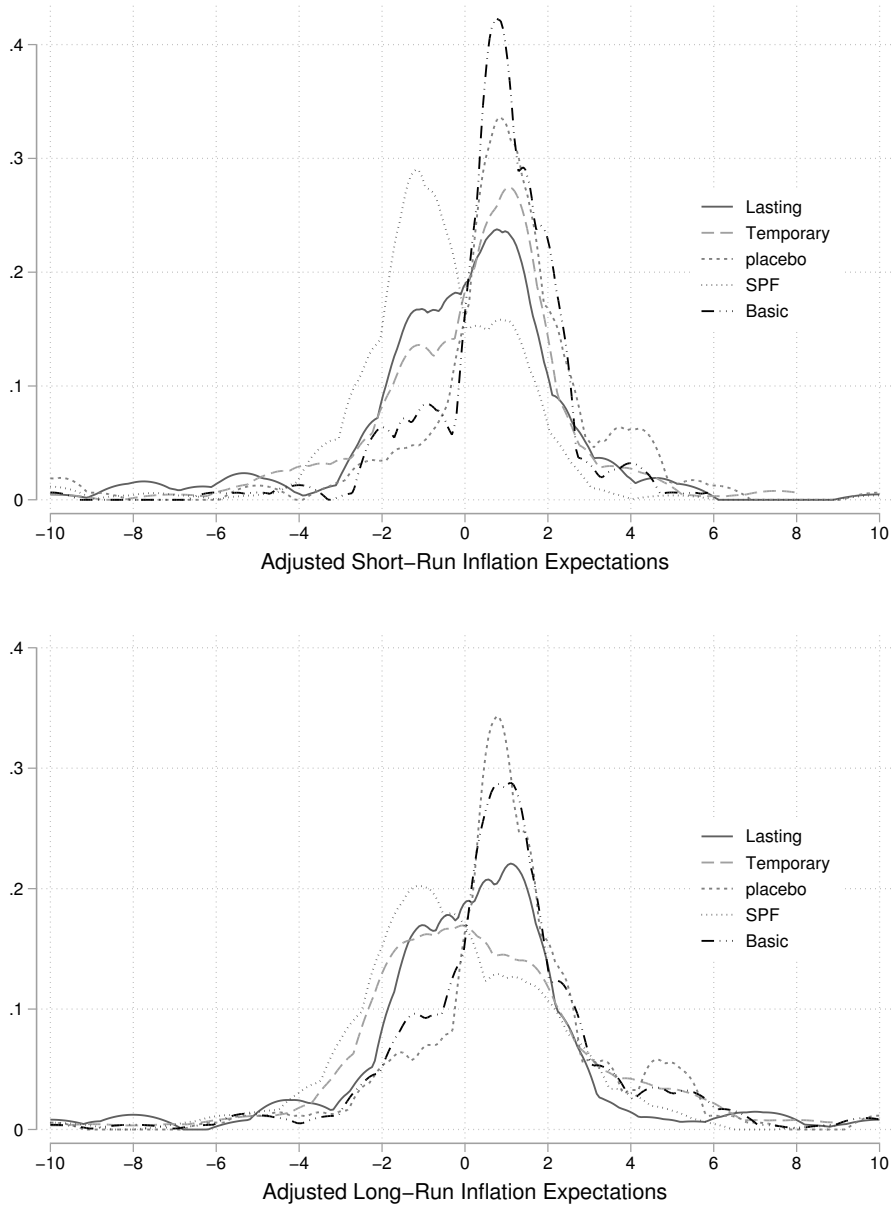 .4
.3
.2
.1
0
Lasting
Temporary
placebo
SPF
Basic
−10 −8 −6 −4 −2 0 2 4 6 8 10
Adjusted Short−Run Inflation Expectations
.4
.3
.2
.1
0
Lasting
Temporary
placebo
SPF
Basic
−10 −8 −6 −4 −2 0 2 4 6 8 10
Adjusted Long−Run Inflation Expectations